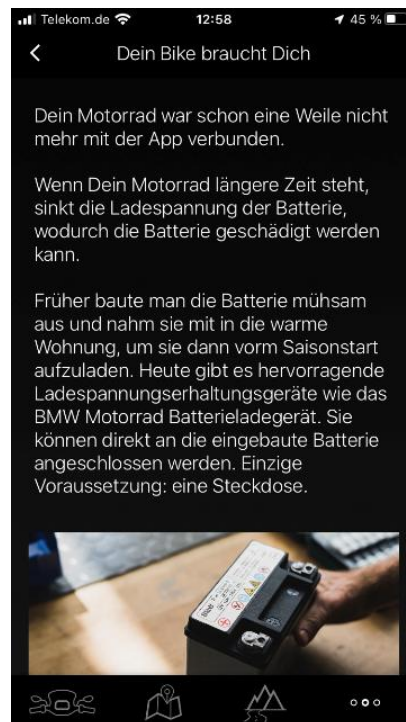 Telekom.de 12:58 45 %
Dein Bike braucht Dich
Dein Motorrad war schon eine Weile nicht
mehr mit der App verbunden.
Wenn Dein Motorrad längere Zeit steht,
sinkt die Ladespannung der Batterie,
wodurch die Batterie geschädigt werden
kann.
Früher baute man die Batterie mühsam
aus und nahm sie mit in die warme
Wohnung, um sie dann vorm Saisonstart
aufzuladen. Heute gibt es hervorragende
Ladespannungserhaltungsgeräte wie das
BMW Motorrad Batterieladegerät. Sie
können direkt an die eingebaute Batterie
angeschlossen werden. Einzige
Voraussetzung: eine Steckdose.